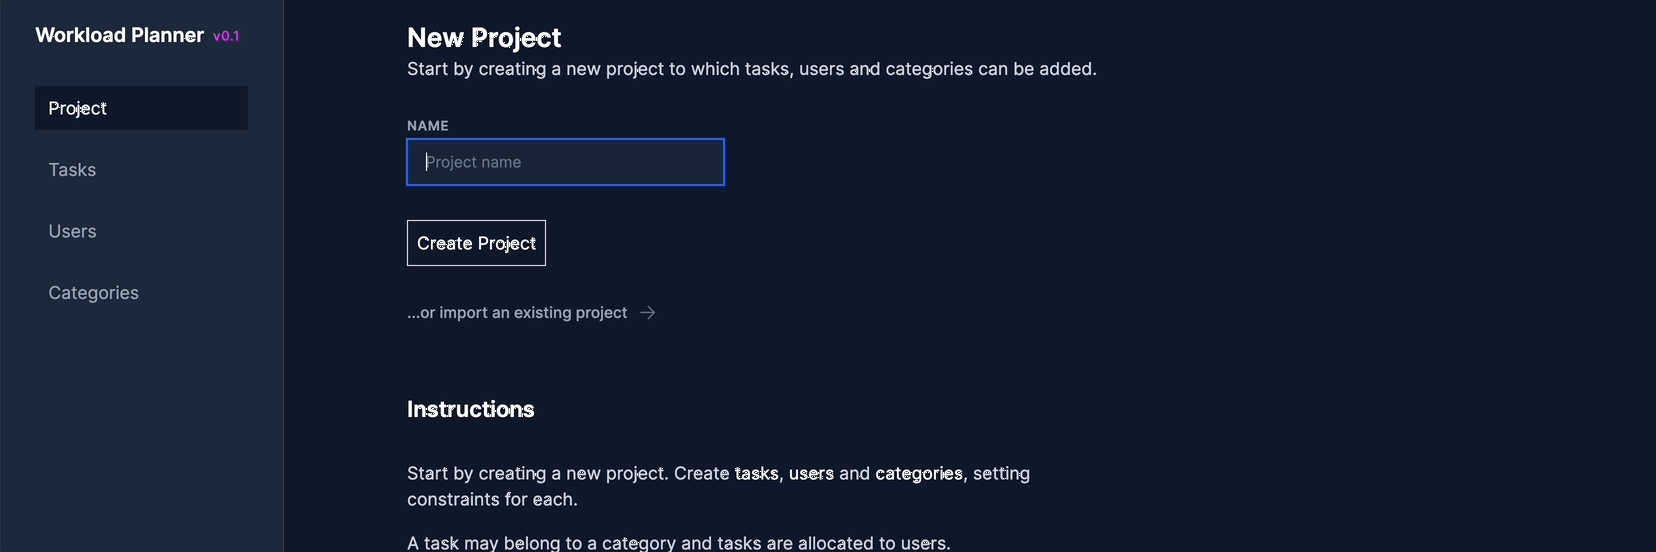 Workload Planner v0.1
Project
Tasks
Users
Categories
New Project
Start by creating a new project to which tasks, users and categories can be added.
NAME
Project name
Create Project
...or import an existing project →
Instructions
Start by creating a new project. Create tasks, users and categories, setting
constraints for each.
A task may belong to a category and tasks are allocated to users.